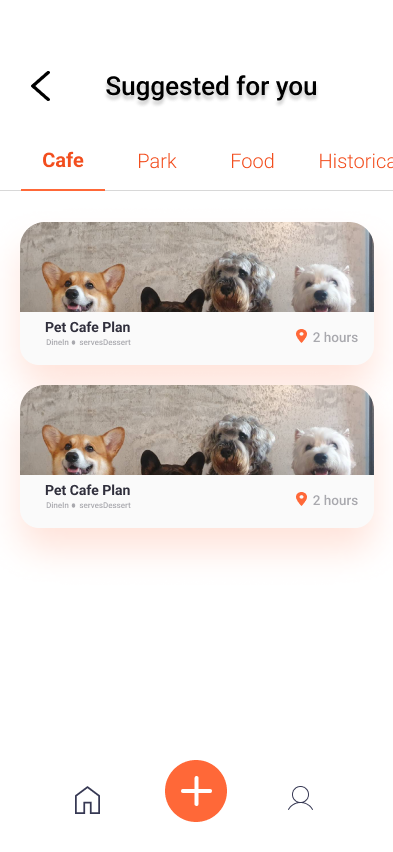 Suggested for you
Cafe Park Food Historica
Pet Cafe Plan
DineIn servesDessert
2 hours
Pet Cafe Plan
DineIn servesDessert
2 hours